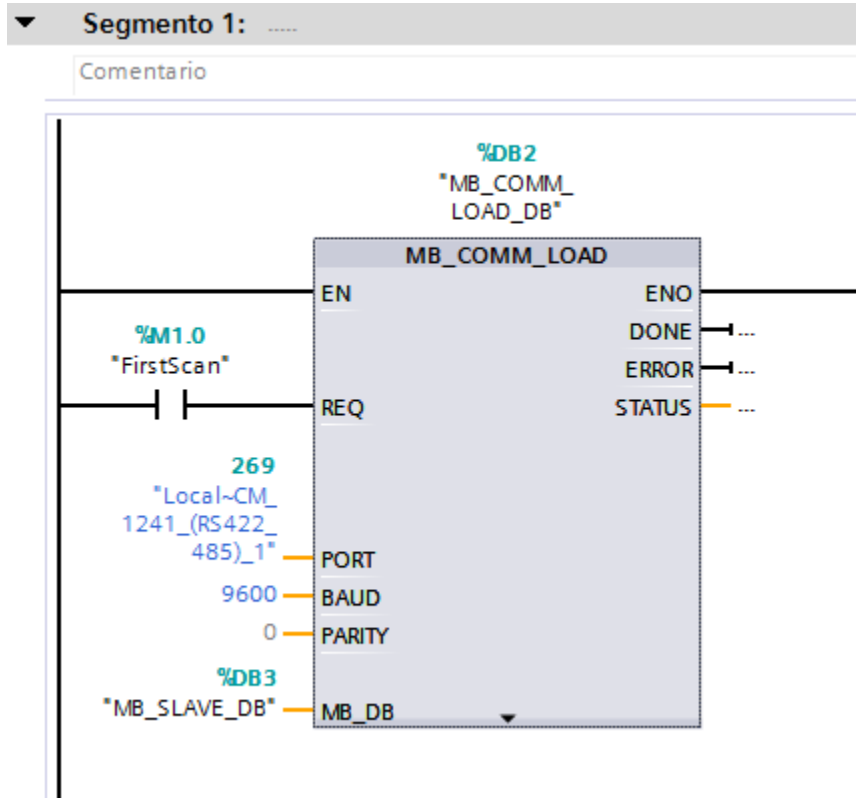 Segmento 1: .....
Comentario
%DB2
"MB_COMM_
LOAD_DB"
MB_COMM_LOAD
EN
ENO
DONE
...
%M1.0
"FirstScan"
ERROR
...
REQ
STATUS
...
269
"Local~CM_
1241_(RS422_
485)_1"
PORT
9600
BAUD
0
PARITY
%DB3
"MB_SLAVE_DB"
MB_DB